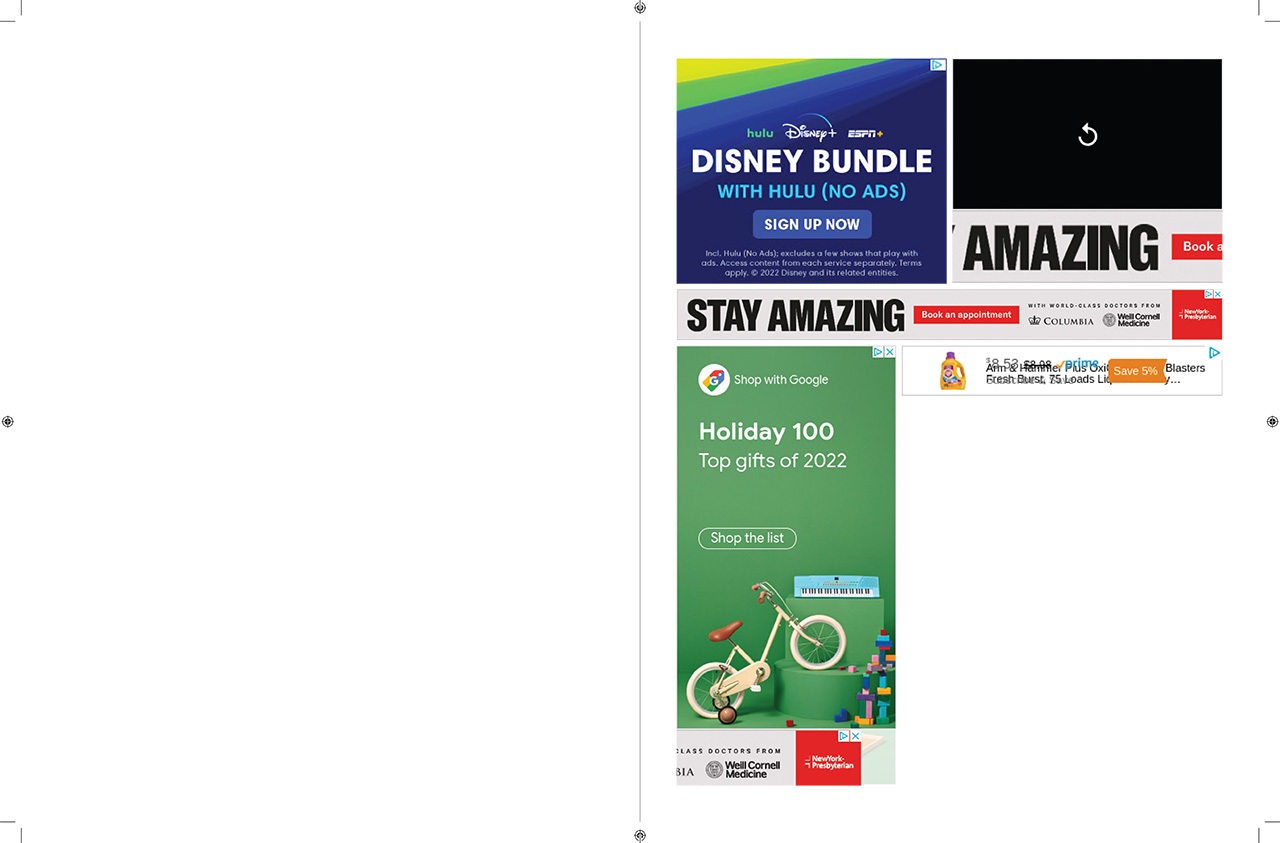 hulu Disney+ ESPN+
DISNEY BUNDLE
WITH HULU (NO ADS)
SIGN UP NOW
Incl. Hulu (No Ads); excludes a few shows that play with
ads. Access content from each service separately. Terms
apply. © 2022 Disney and its related entities.
AMAZING
Book a
STAY AMAZING
Book an appointment
WITH WORLD-CLASS DOCTORS FROM
COLUMBIA
Weill Cornell
Medicine
NewYork-
Presbyterian
Shop with Google
Holiday 100
Top gifts of 2022
Shop the list
$8.53 $8.98 prime
Save 5%
Arm & Hammer Plus Oxi Blasters
Fresh Burst, 75 Loads
CLASS DOCTORS FROM
BIA
Weill Cornell
Medicine
NewYork-
Presbyterian